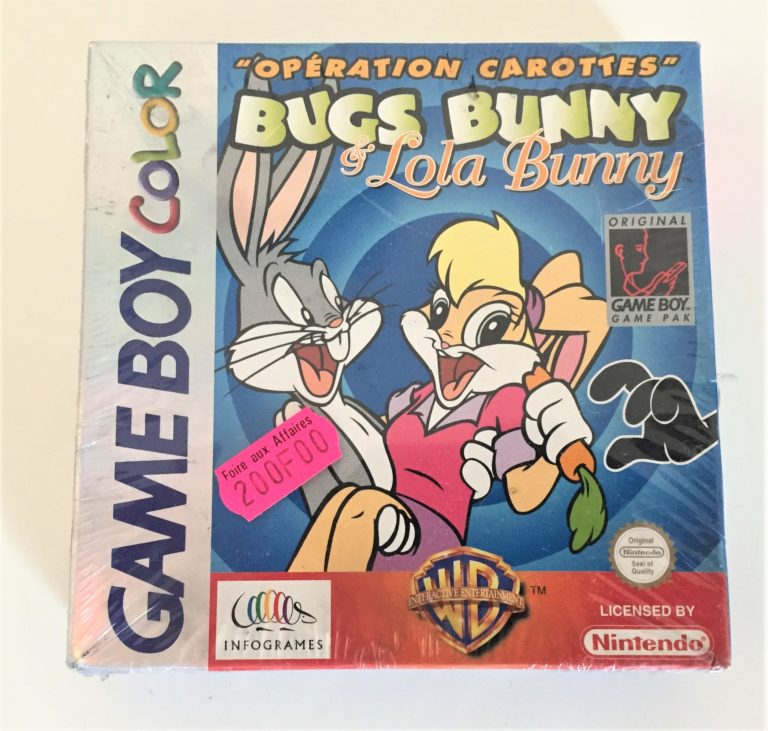 GAME BOY COLOR
"OPÉRATION CAROTTES"
BUGS BUNNY
& Lola Bunny™
ORIGINAL
GAME BOY
GAME PAK
Foire aux Affaires
200F00
Original
Nintendo
Seal of
Quality
INFOGRAMES
WB
INTERACTIVE ENTERTAINMENT
TM
LICENSED BY
Nintendo